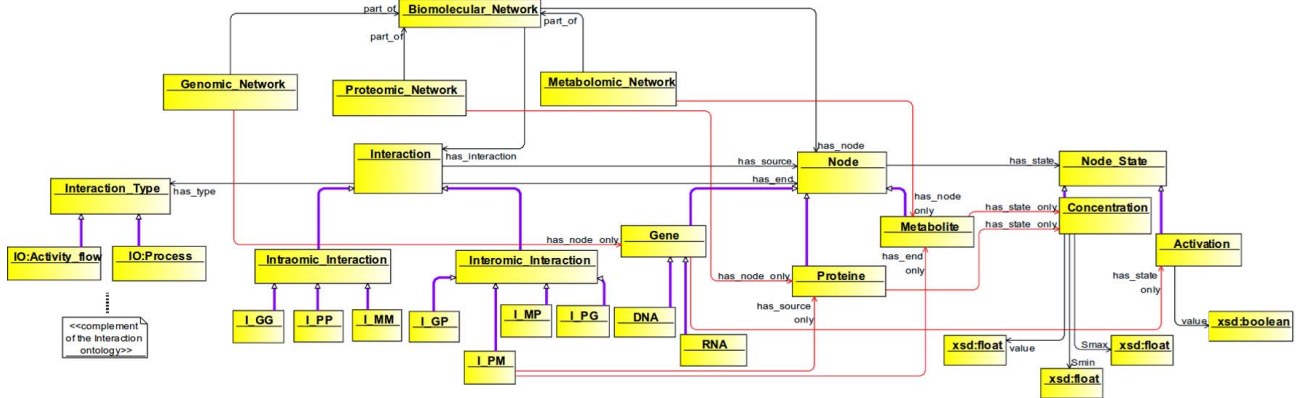 part_of
Biomolecular_Network
part_of
part_of
Genomic_Network
Proteomic_Network
Metabolomic_Network
Interaction
has_interaction
has_source
has_end
has_node
Node
has_state
Node_State
Interaction_Type
has_type
has_node
only
has_state_only
Concentration
IO:Activity_flow
IO:Process
has_node_only
Gene
Metabolite
has_state_only
Activation
Intraomic_Interaction
Interomic_Interaction
has_node_only
Proteine
has_end
only
has_state
only
has_source
only
<<complement
of the Interaction
ontology>>
I_GG
I_PP
I_MM
I_GP
I_MP
I_PG
DNA
RNA
I_PM
value
xsd:boolean
xsd:float
value
Smax
xsd:float
Smin
xsd:float